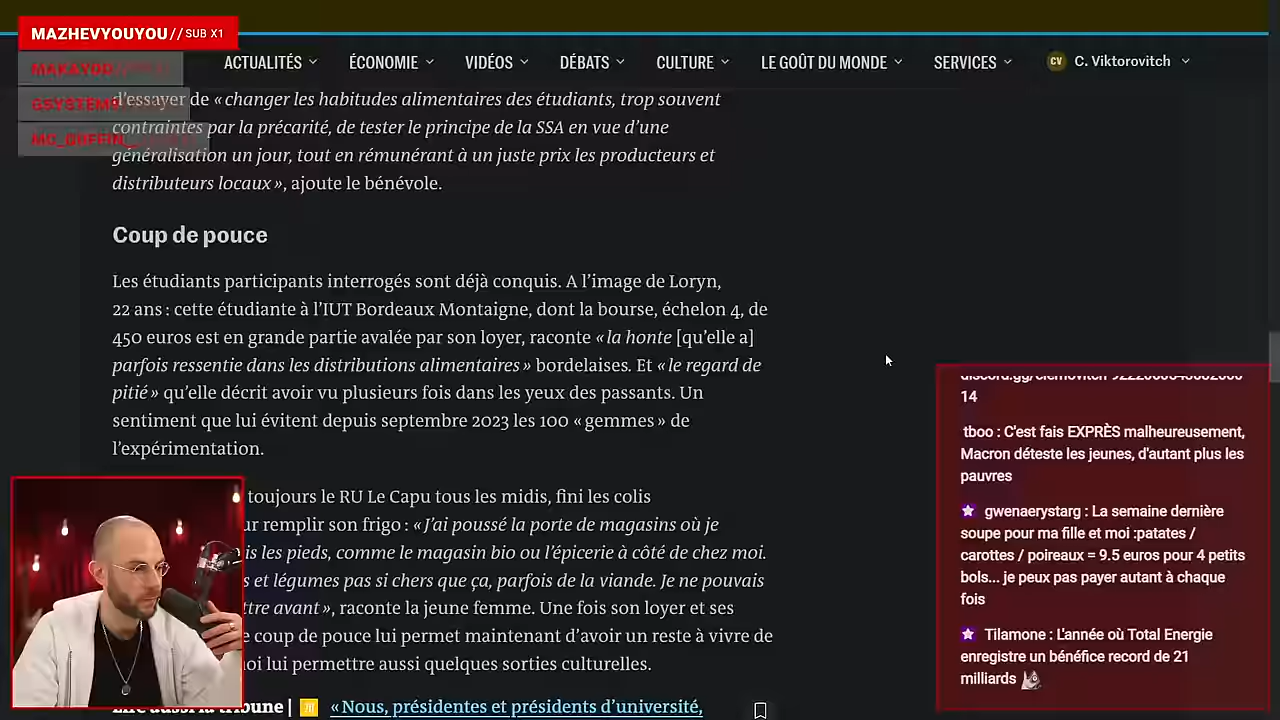 MAZHEVYOUYOU // SUB X1
MAKAY00
GSYSTEM9
MC_GUFFIN_
ACTUALITÉS
ÉCONOMIE
VIDÉOS
DÉBATS
CULTURE
LE GOÛT DU MONDE
SERVICES
CV
C. Viktorovitch
d’essayer de « changer les habitudes alimentaires des étudiants, trop souvent
contraintes par la précarité, de tester le principe de la SSA en vue d’une
généralisation un jour, tout en rémunérant à un juste prix les producteurs et
distributeurs locaux », ajoute le bénévole.
Coup de pouce
Les étudiants participants interrogés sont déjà conquis. A l’image de Loryn,
22 ans : cette étudiante à l’IUT Bordeaux Montaigne, dont la bourse, échelon 4, de
450 euros est en grande partie avalée par son loyer, raconte « la honte [qu’elle a]
parfois ressentie dans les distributions alimentaires » bordelaises. Et « le regard de
pitié » qu’elle décrit avoir vu plusieurs fois dans les yeux des passants. Un
sentiment que lui évitent depuis septembre 2023 les 100 « gemmes » de
l’expérimentation.
toujours le RU Le Capu tous les midis, fini les colis
ur remplir son frigo : « J’ai poussé la porte de magasins où je
is les pieds, comme le magasin bio ou l’épicerie à côté de chez moi.
s et légumes pas si chers que ça, parfois de la viande. Je ne pouvais
ttre avant », raconte la jeune femme. Une fois son loyer et ses
e coup de pouce lui permet maintenant d’avoir un reste à vivre de
oi lui permettre aussi quelques sorties culturelles.
Lire aussi la tribune | « Nous, présidentes et présidents d’université,
14
tboo : C'est fais EXPRÈS malheureusement,
Macron déteste les jeunes, d'autant plus les
pauvres
gwenaerystarg : La semaine dernière
soupe pour ma fille et moi :patates /
carottes / poireaux = 9.5 euros pour 4 petits
bols... je peux pas payer autant à chaque
fois
Tilamone : L'année où Total Energie
enregistre un bénéfice record de 21
milliards